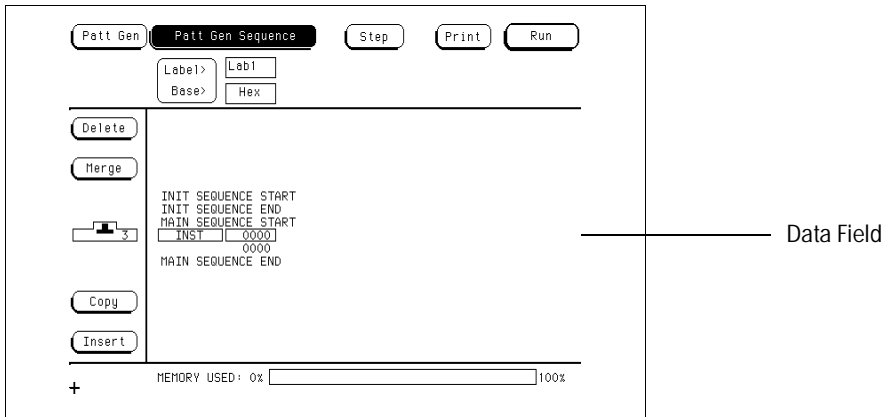 Patt Gen Patt Gen Sequence Step Print Run
Label> Lab1
Base> Hex
Delete
Merge
INIT SEQUENCE START
INIT SEQUENCE END
MAIN SEQUENCE START
3 INST 0000
0000
MAIN SEQUENCE END
Data Field
Copy
Insert
+ MEMORY USED: 0% 100%